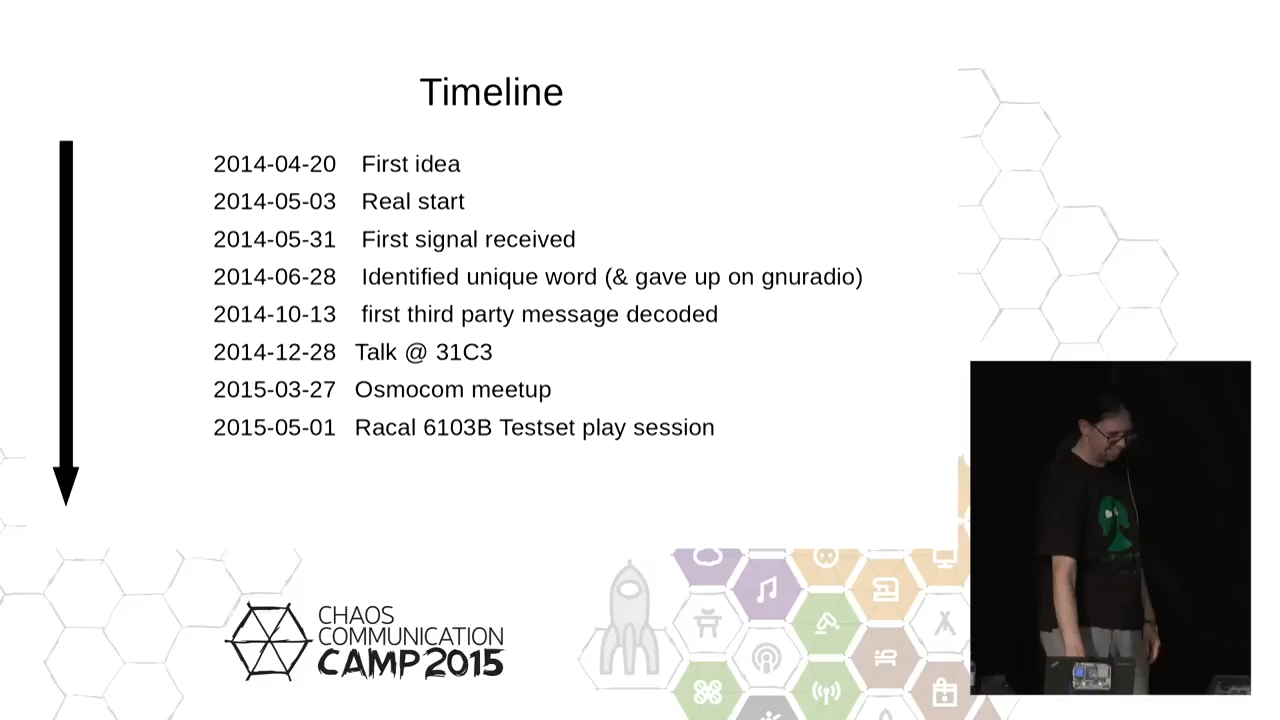 Timeline
2014-04-20 First idea
2014-05-03 Real start
2014-05-31 First signal received
2014-06-28 Identified unique word (& gave up on gnuradio)
2014-10-13 first third party message decoded
2014-12-28 Talk @ 31C3
2015-03-27 Osmocom meetup
2015-05-01 Racal 6103B Testset play session
CHAOS
COMMUNICATION
CAMP 2015